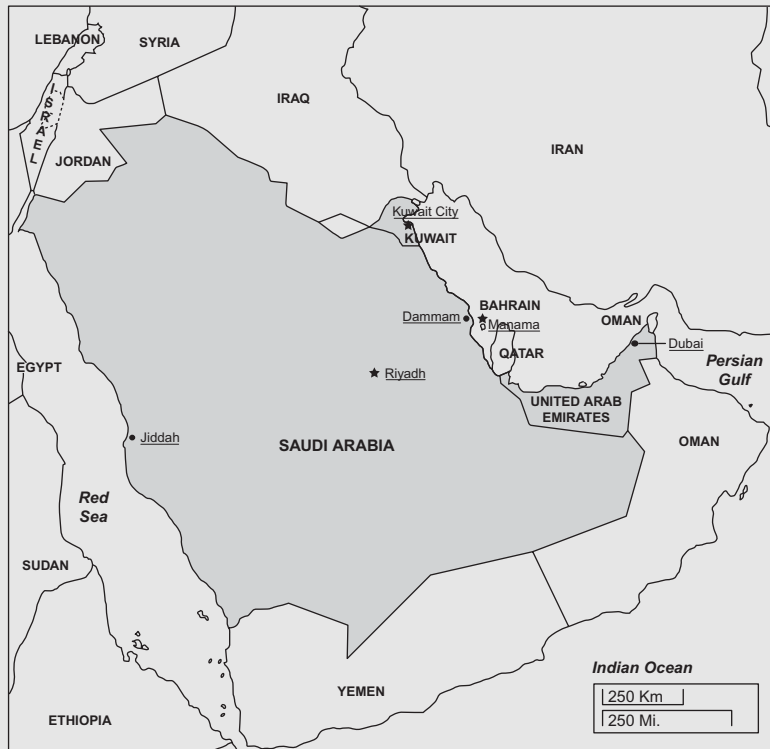 LEBANON
SYRIA
ISRAEL
IRAQ
JORDAN
IRAN
Kuwait City
KUWAIT
BAHRAIN
Dammam
Manama
OMAN
QATAR
Dubai
EGYPT
Persian
Gulf
Riyadh
UNITED ARAB
EMIRATES
Jiddah
SAUDI ARABIA
OMAN
Red
Sea
SUDAN
Indian Ocean
YEMEN
250 Km
250 Mi.
ETHIOPIA